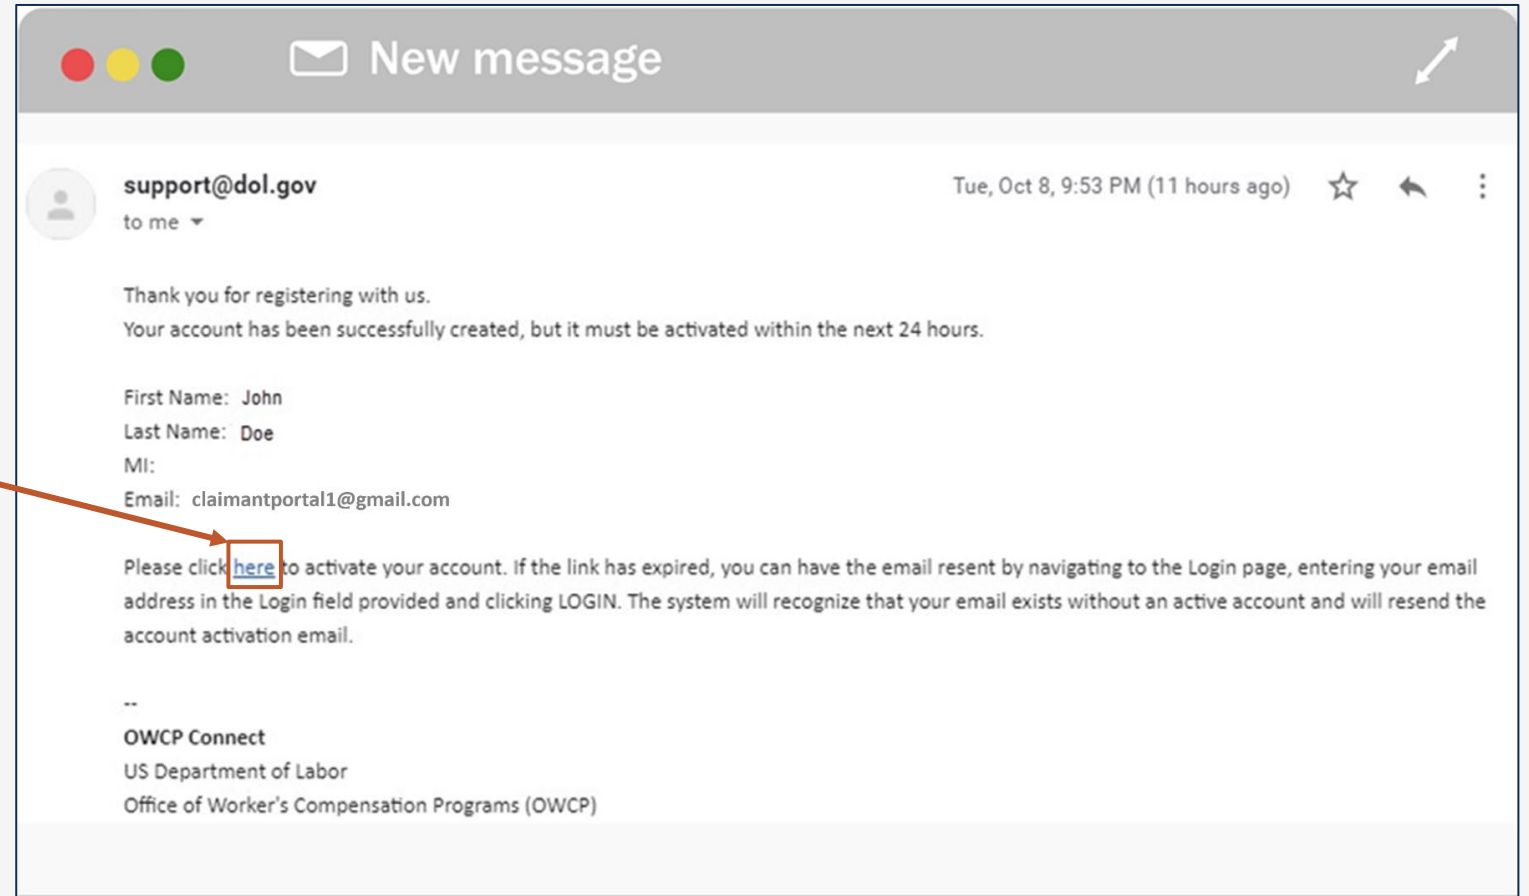 New message
support@dol.gov
Tue, Oct 8, 9:53 PM (11 hours ago)
to me
Thank you for registering with us.
Your account has been successfully created, but it must be activated within the next 24 hours.
First Name: John
Last Name: Doe
MI:
Email: claimantportal1@gmail.com
Please click here to activate your account. If the link has expired, you can have the email resent by navigating to the Login page, entering your email
address in the Login field provided and clicking LOGIN. The system will recognize that your email exists without an active account and will resend the
account activation email.
--
OWCP Connect
US Department of Labor
Office of Worker's Compensation Programs (OWCP)